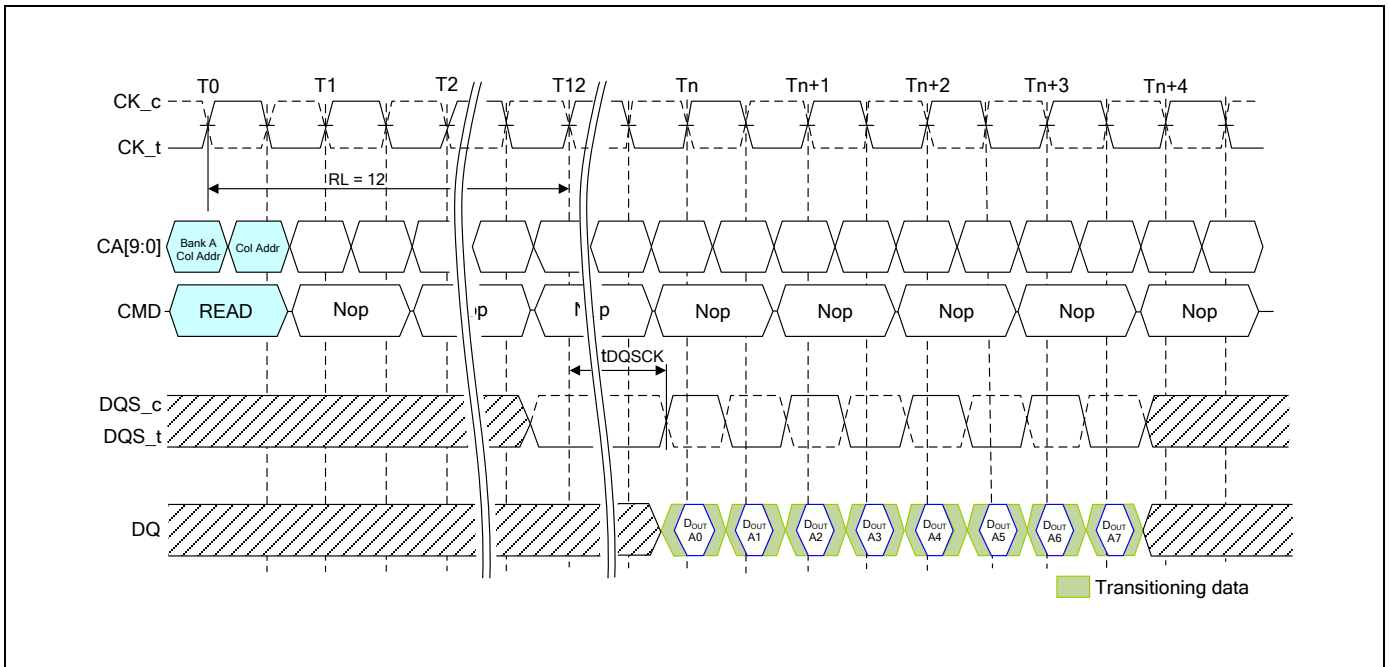 T0 T1 T2 T12 Tn Tn+1 Tn+2 Tn+3 Tn+4
CK_c
CK_t
RL = 12
CA[9:0] Bank A Col Addr Col Addr
CMD READ Nop Nop Nop Nop Nop Nop Nop
tDQSCK
DQS_c
DQS_t
DQ DOUT A0 DOUT A1 DOUT A2 DOUT A3 DOUT A4 DOUT A5 DOUT A6 DOUT A7
Transitioning data